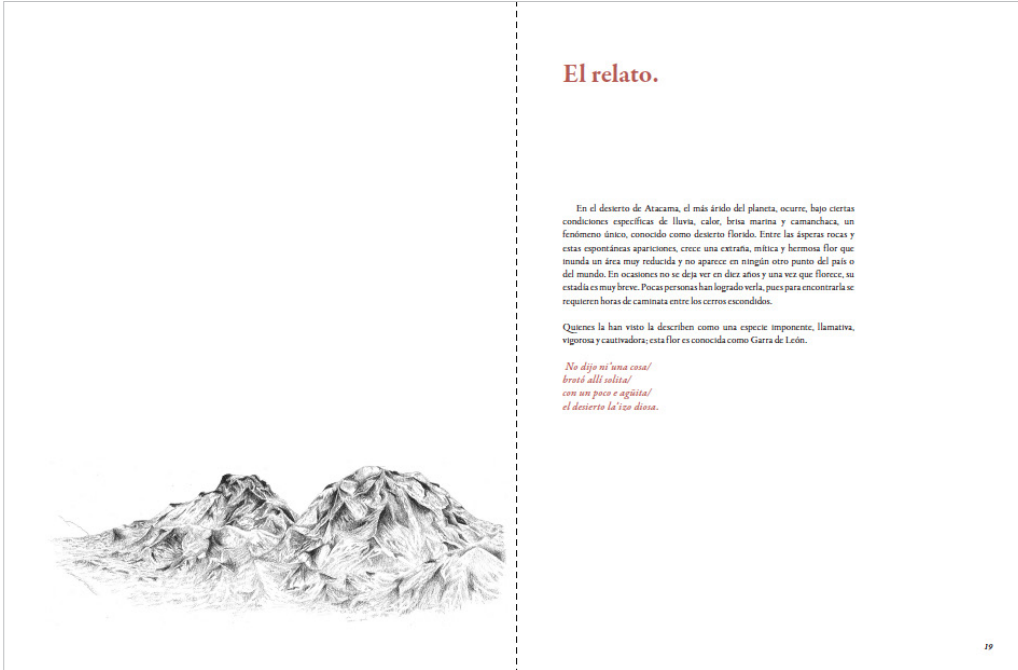 El relato.
En el desierto de Atacama, el más árido del planeta, ocurre, bajo ciertas
condiciones específicas de lluvia, calor, brisa marina y camanchaca, un
fenómeno único, conocido como desierto florido. Entre las ásperas rocas y
estas espontáneas apariciones, crece una extraña, mítica y hermosa flor que
inunda un área muy reducida y no aparece en ningún otro punto del país o
del mundo. En ocasiones no se deja ver en diez años y una vez que florece, su
estadía es muy breve. Pocas personas han logrado verla, pues para encontrarla se
requieren horas de caminata entre los cerros escondidos.
Quienes la han visto la describen como una especie imponente, llamativa,
vigorosa y cautivadora; esta flor es conocida como Garra de León.
No dijo ni'una cosa/
brotó allí solita/
con un poco e agüita/
el desierto la'izo diosa.
19